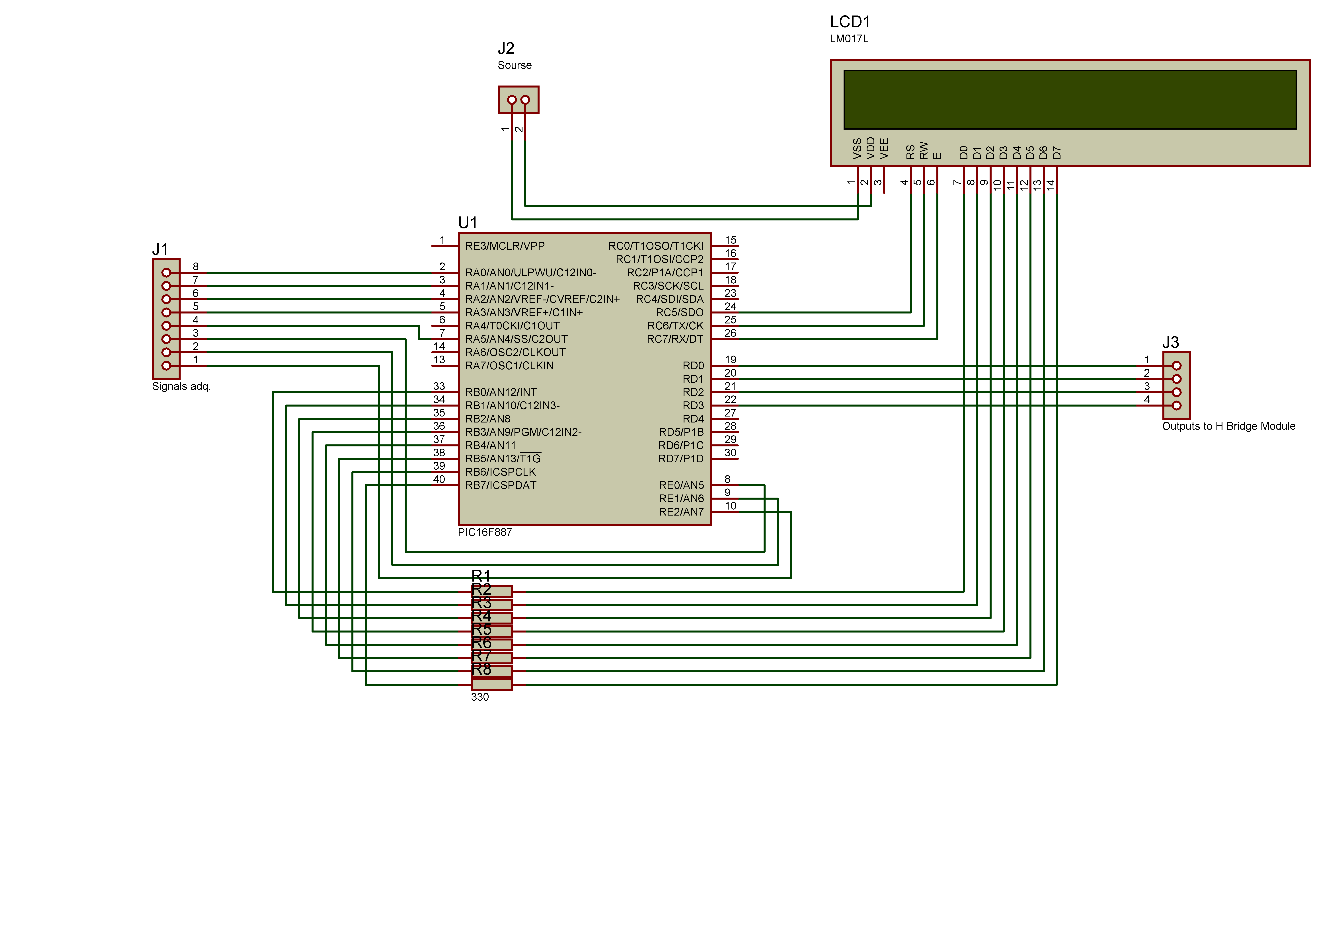 LCD1
LM017L
J2
Sourse
1
2
VSS
VDD
VEE
RS
RW
E
D0
D1
D2
D3
D4
D5
D6
D7
1
2
3
4
5
6
7
8
9
10
11
12
13
14
U1
J1
8
7
6
5
4
3
2
1
Signals adq.
1 RE3/MCLR/VPP
2 RA0/AN0/ULPWU/C12IN0-
3 RA1/AN1/C12IN1-
4 RA2/AN2/VREF-/CVREF/C2IN+
5 RA3/AN3/VREF+/C1IN+
6 RA4/T0CKI/C1OUT
7 RA5/AN4/SS/C2OUT
14 RA6/OSC2/CLKOUT
13 RA7/OSC1/CLKIN
33 RB0/AN12/INT
34 RB1/AN10/C12IN3-
35 RB2/AN8
36 RB3/AN9/PGM/C12IN2-
37 RB4/AN11
38 RB5/AN13/T1G
39 RB6/ICSPCLK
40 RB7/ICSPDAT
RC0/T1OSO/T1CKI 15
RC1/T1OSI/CCP2 16
RC2/P1A/CCP1 17
RC3/SCK/SCL 18
RC4/SDI/SDA 23
RC5/SDO 24
RC6/TX/CK 25
RC7/RX/DT 26
RD0 19
RD1 20
RD2 21
RD3 22
RD4 27
RD5/P1B 28
RD6/P1C 29
RD7/P1D 30
RE0/AN5 8
RE1/AN6 9
RE2/AN7 10
PIC16F887
J3
1
2
3
4
Outputs to H Bridge Module
R1
R2
R3
R4
R5
R6
R7
R8
330